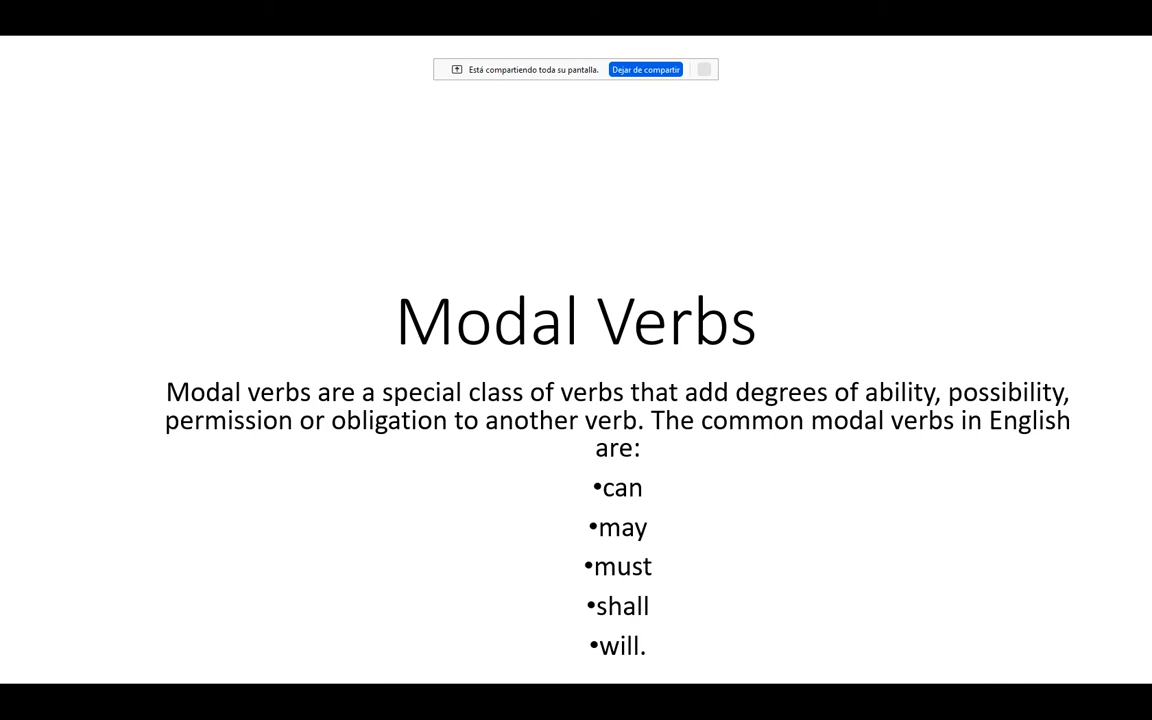 Está compartiendo toda su pantalla. Dejar de compartir
Modal Verbs
Modal verbs are a special class of verbs that add degrees of ability, possibility,
permission or obligation to another verb. The common modal verbs in English
are:
•can
•may
•must
•shall
•will.